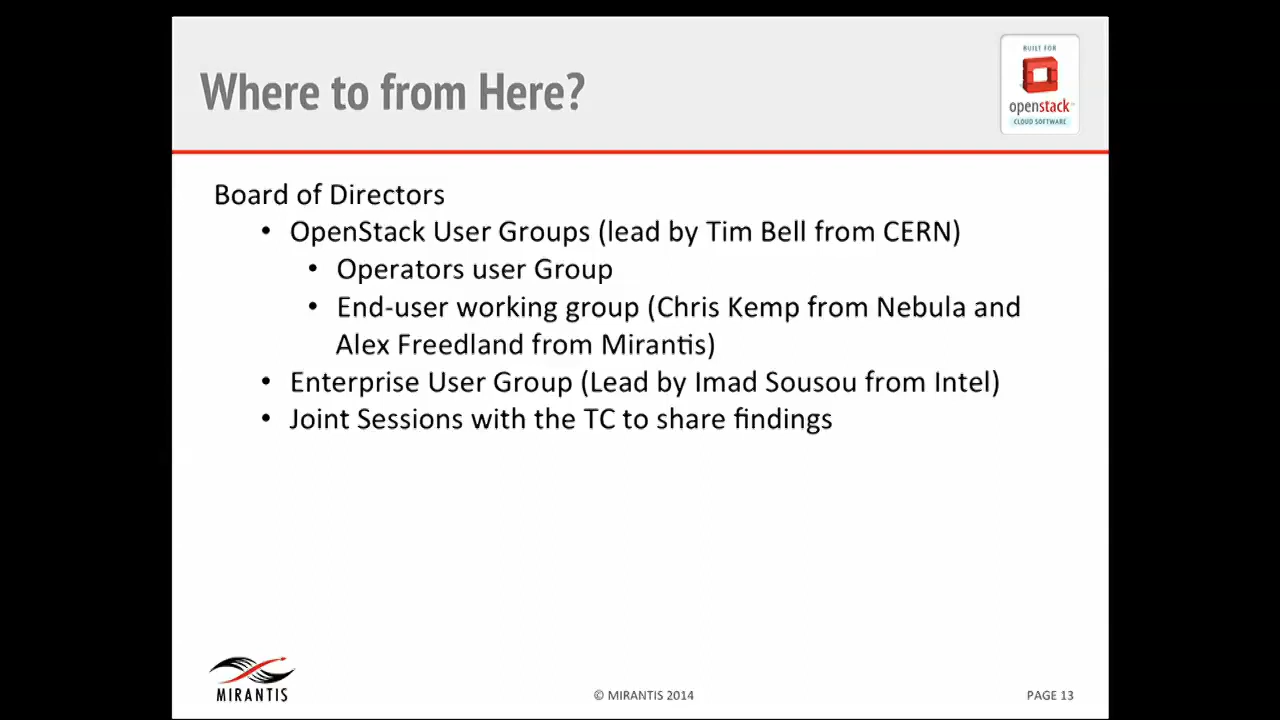 Where to from Here?
BUILT FOR
openstack™
CLOUD SOFTWARE
Board of Directors
• OpenStack User Groups (lead by Tim Bell from CERN)
• Operators user Group
• End-user working group (Chris Kemp from Nebula and
Alex Freedland from Mirantis)
• Enterprise User Group (Lead by Imad Sousou from Intel)
• Joint Sessions with the TC to share findings
MIRANTIS
© MIRANTIS 2014
PAGE 13